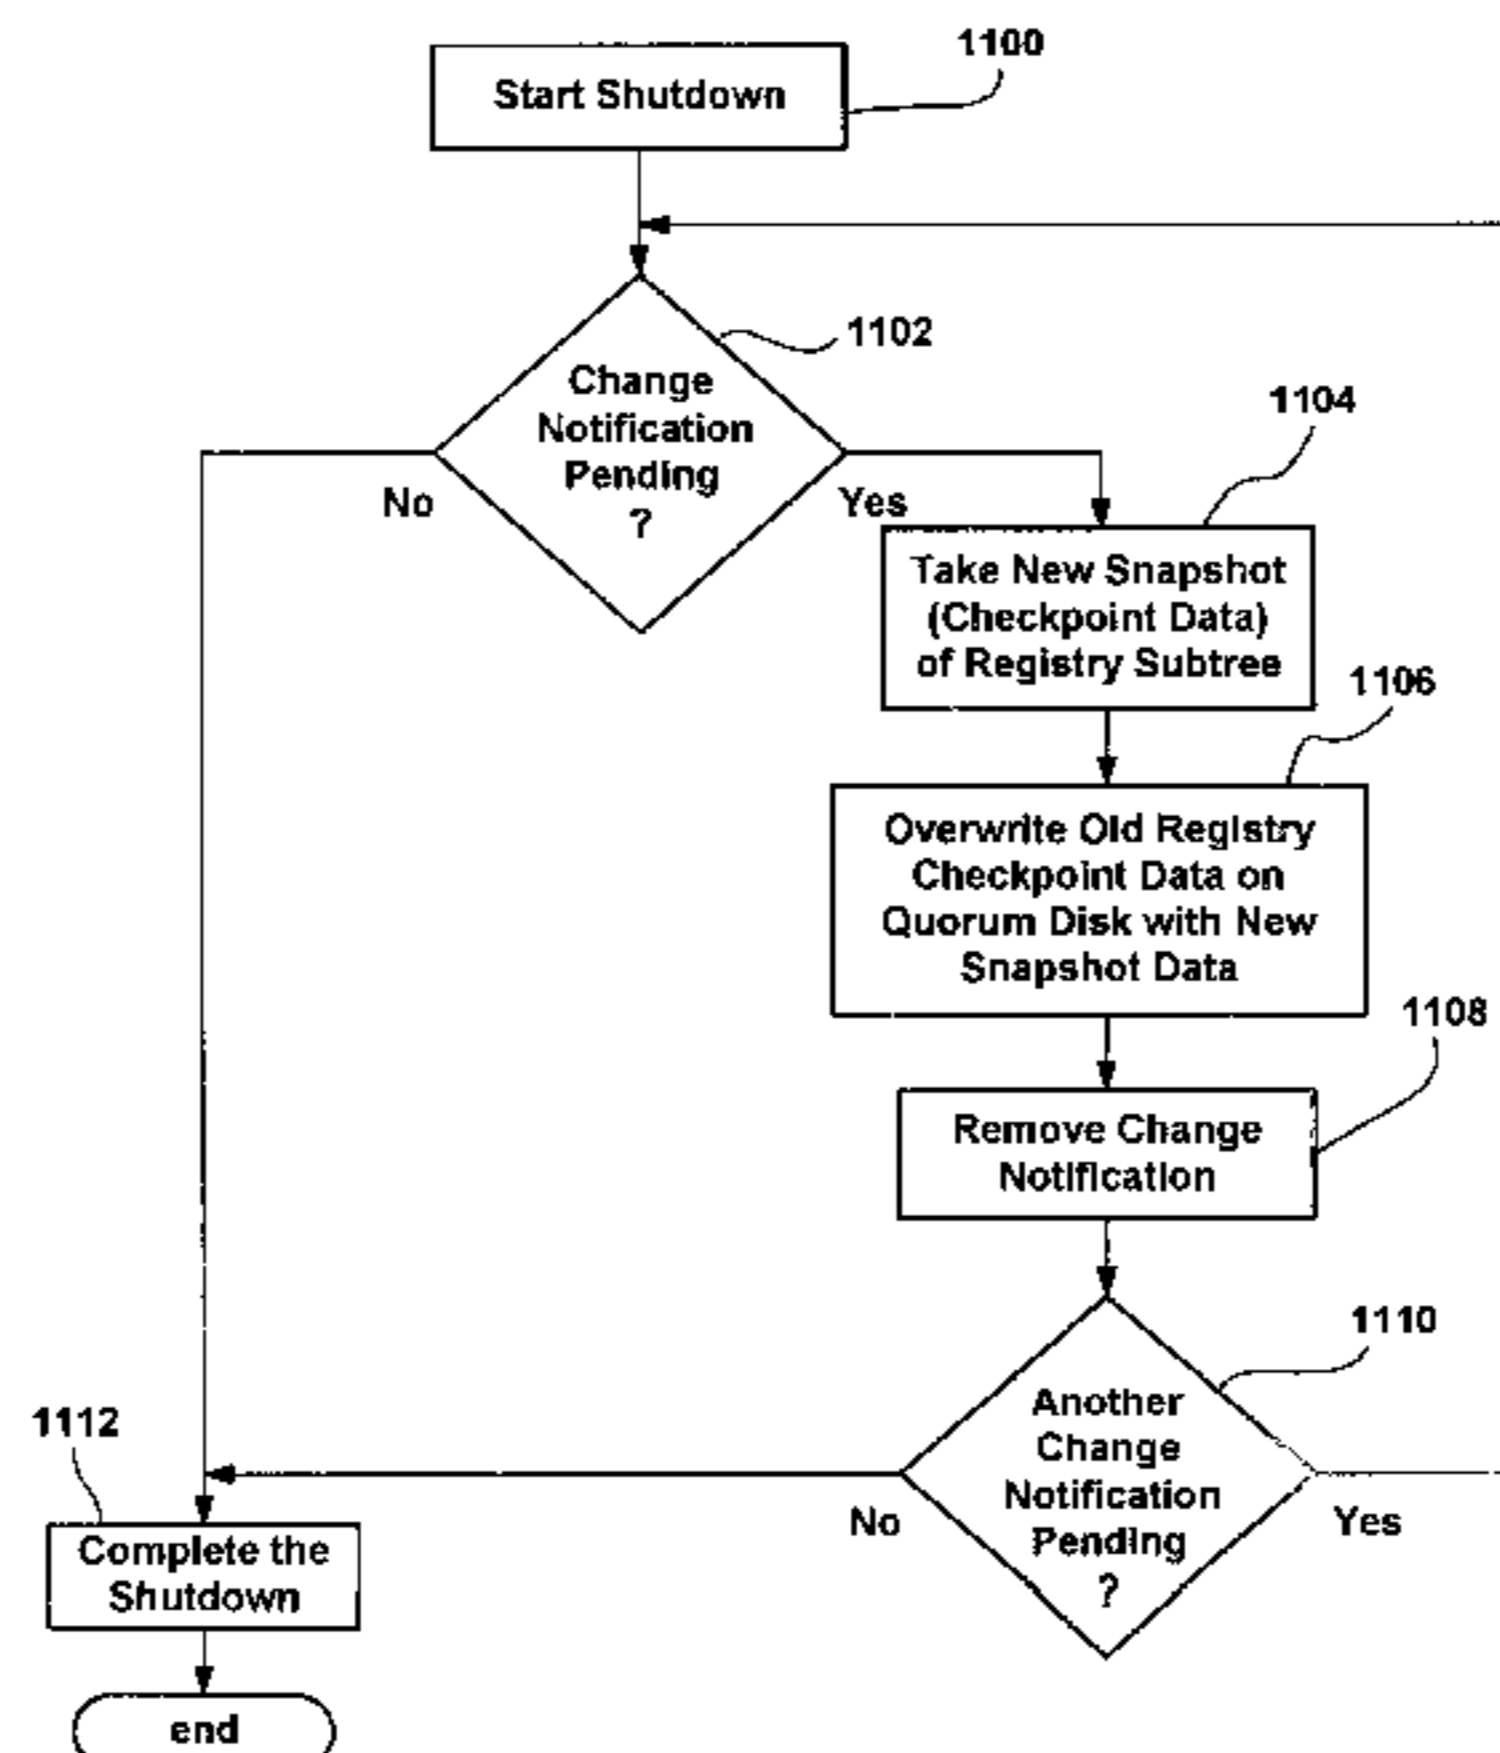 1100
Start Shutdown
1102
Change
Notification
Pending
?
No
Yes
1104
Take New Snapshot
(Checkpoint Data)
of Registry Subtree
1106
Overwrite Old Registry
Checkpoint Data on
Quorum Disk with New
Snapshot Data
1108
Remove Change
Notification
1110
Another
Change
Notification
Pending
?
No
Yes
1112
Complete the
Shutdown
end